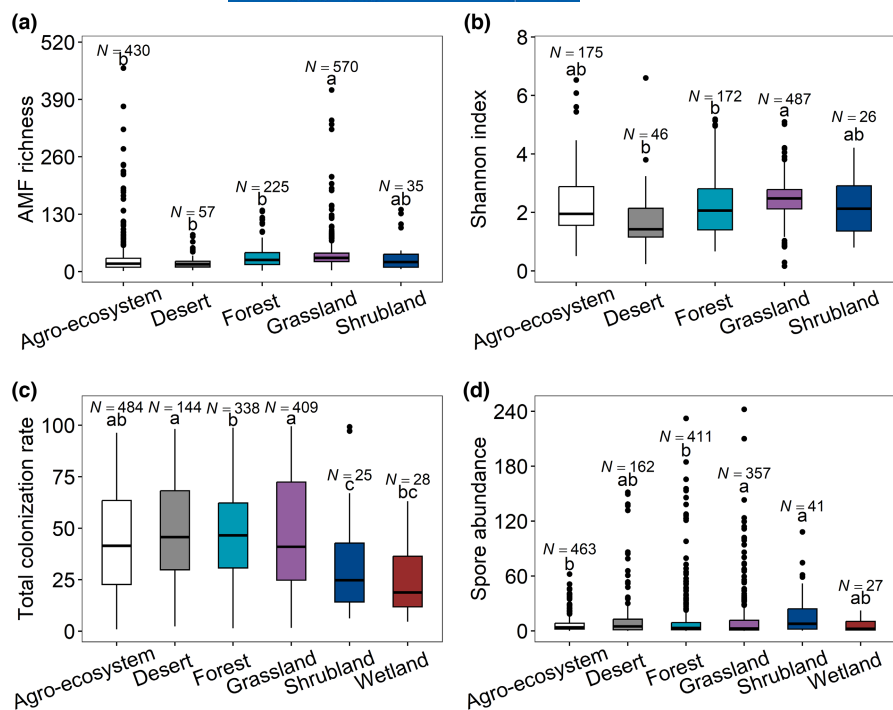 (a)
AMF richness
520
390
260
130
0
N = 430
b
N = 57
b
N = 225
b
N = 570
a
N = 35
ab
Agro-ecosystem
Desert
Forest
Grassland
Shrubland
(b)
Shannon index
8
6
4
2
0
N = 175
ab
N = 46
b
N = 172
b
N = 487
a
N = 26
ab
Agro-ecosystem
Desert
Forest
Grassland
Shrubland
(c)
Total colonization rate
100
75
50
25
0
N = 484
ab
N = 144
a
N = 338
b
N = 409
a
N = 25
c
N = 28
bc
Agro-ecosystem
Desert
Forest
Grassland
Shrubland
Wetland
(d)
Spore abundance
240
180
120
60
0
N = 463
b
N = 162
ab
N = 411
b
N = 357
a
N = 41
a
N = 27
ab
Agro-ecosystem
Desert
Forest
Grassland
Shrubland
Wetland